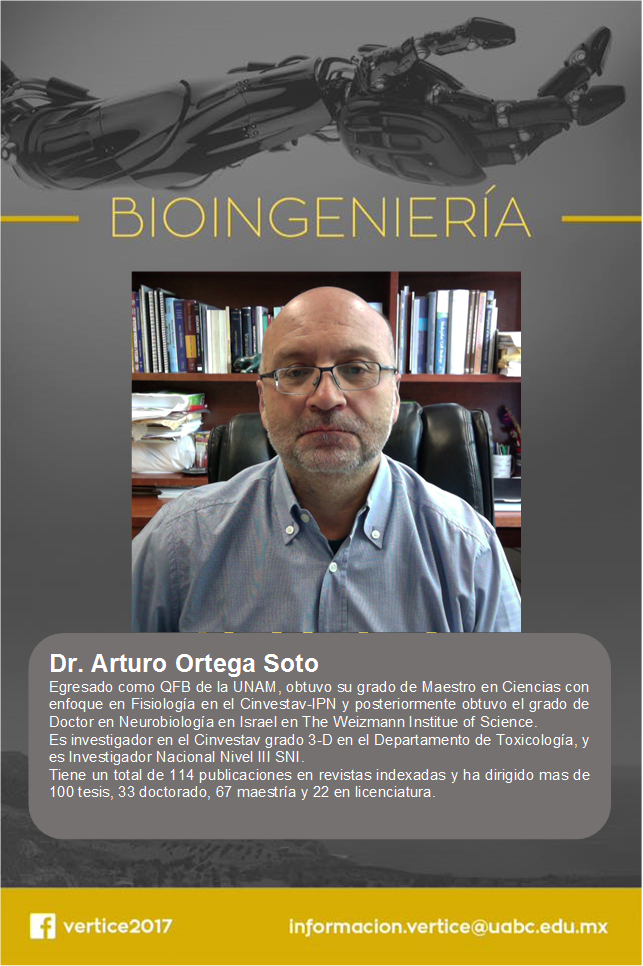 BIOINGENIERÍA
Dr. Arturo Ortega Soto
Egresado como QFB de la UNAM, obtuvo su grado de Maestro en Ciencias con
enfoque en Fisiología en el Cinvestav-IPN y posteriormente obtuvo el grado de
Doctor en Neurobiología en Israel en The Weizmann Institue of Science.
Es investigador en el Cinvestav grado 3-D en el Departamento de Toxicología, y
es Investigador Nacional Nivel III SNI.
Tiene un total de 114 publicaciones en revistas indexadas y ha dirigido mas de
100 tesis, 33 doctorado, 67 maestría y 22 en licenciatura.
vertice2017
informacion.vertice@uabc.edu.mx